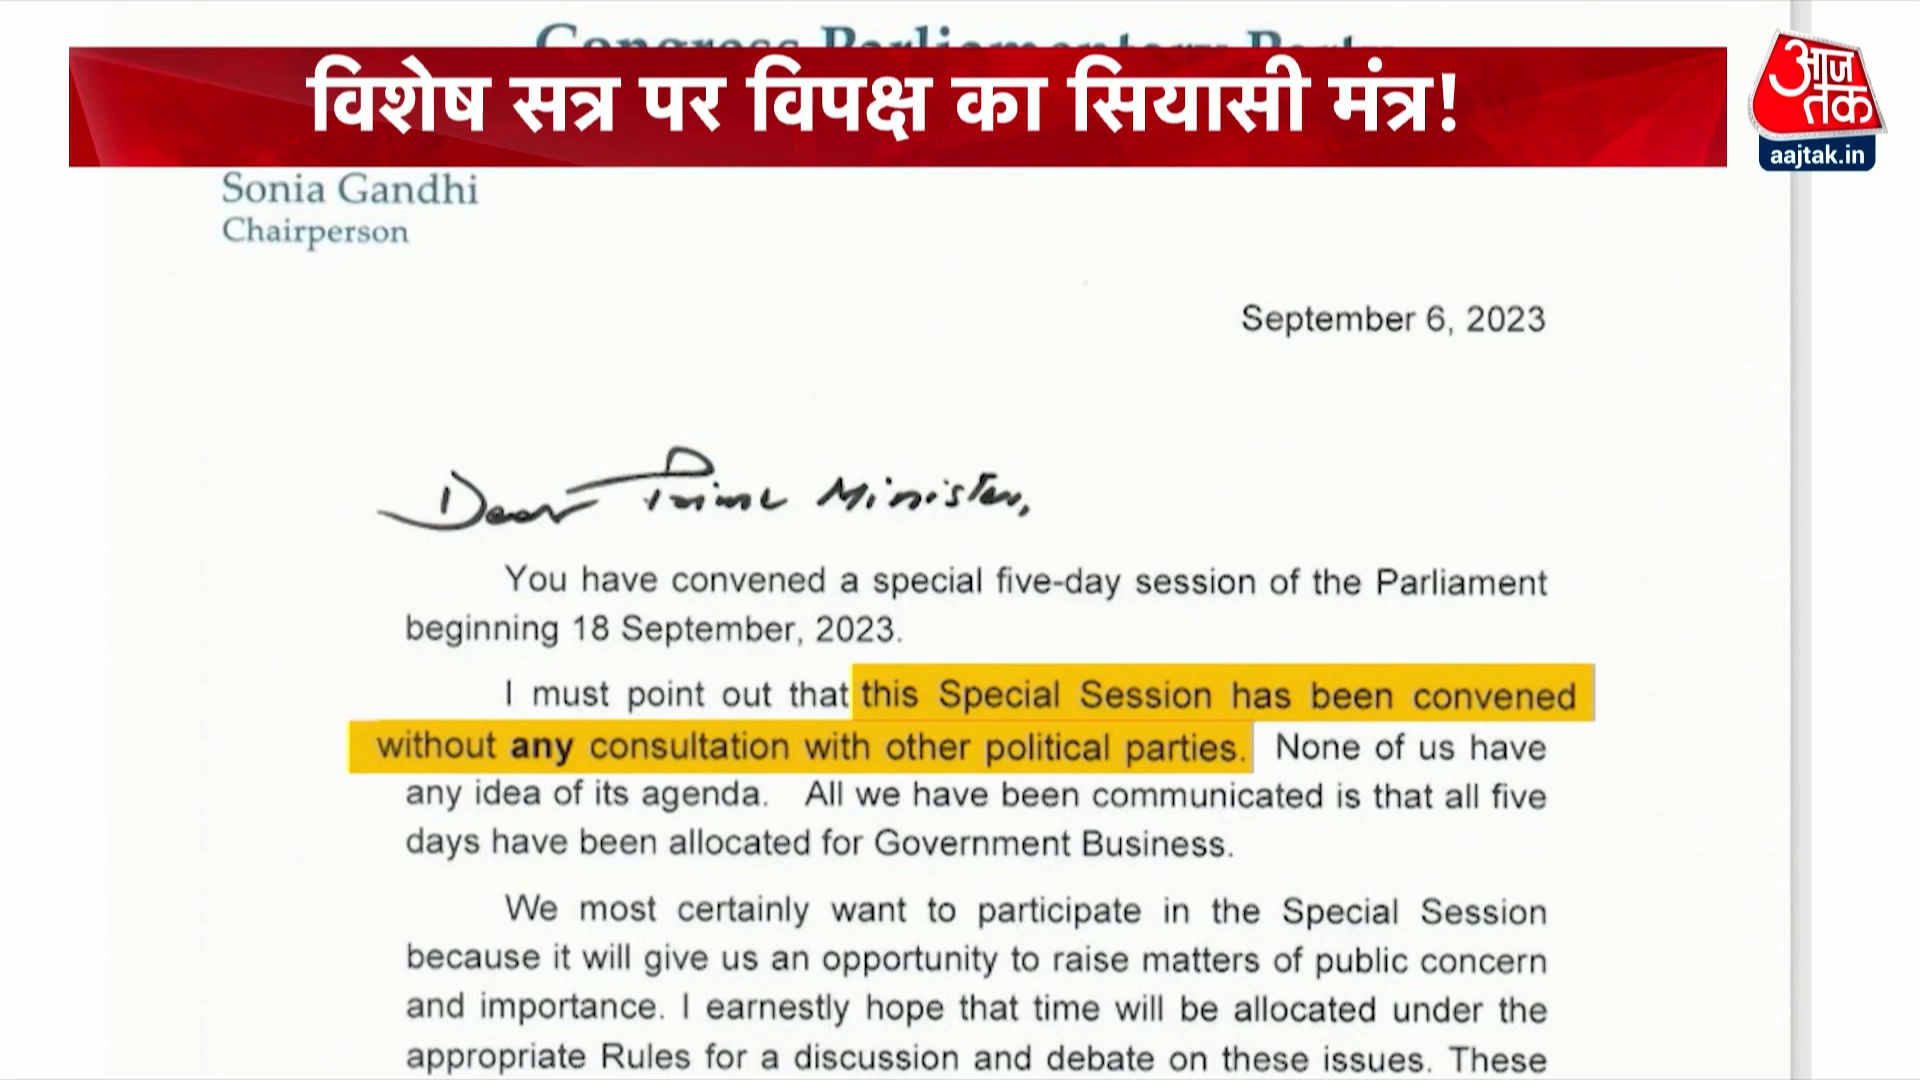 Congress Parliamentary Party
विशेष सत्र पर विपक्ष का सियासी मंत्र!
आज
तक
aajtak.in
Sonia Gandhi
Chairperson
September 6, 2023
Dear Prime Minister,
You have convened a special five-day session of the Parliament
beginning 18 September, 2023.
I must point out that this Special Session has been convened
without any consultation with other political parties. None of us have
any idea of its agenda. All we have been communicated is that all five
days have been allocated for Government Business.
We most certainly want to participate in the Special Session
because it will give us an opportunity to raise matters of public concern
and importance. I earnestly hope that time will be allocated under the
appropriate Rules for a discussion and debate on these issues. These